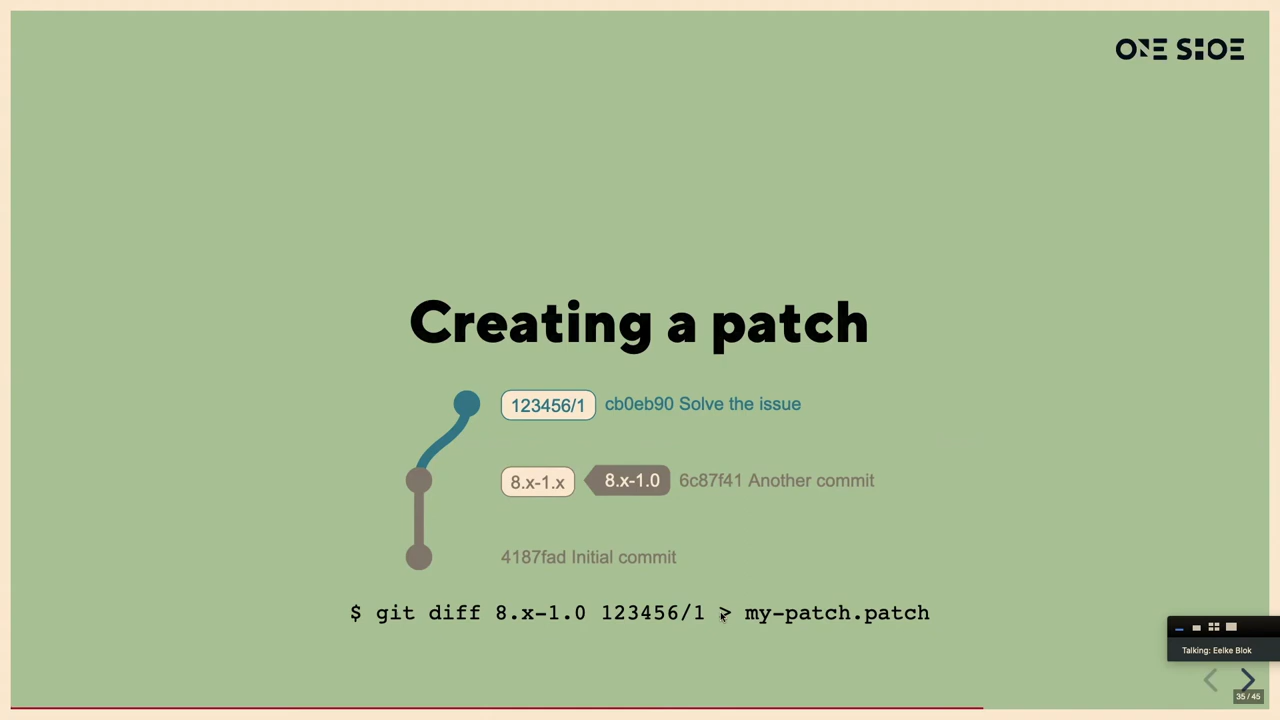 ONE SHOE
Creating a patch
123456/1 cb0eb90 Solve the issue
8.x-1.x 8.x-1.0 6c87f41 Another commit
4187fad Initial commit
$ git diff 8.x-1.0 123456/1 > my-patch.patch
Talking: Eelke Blok
35 / 45